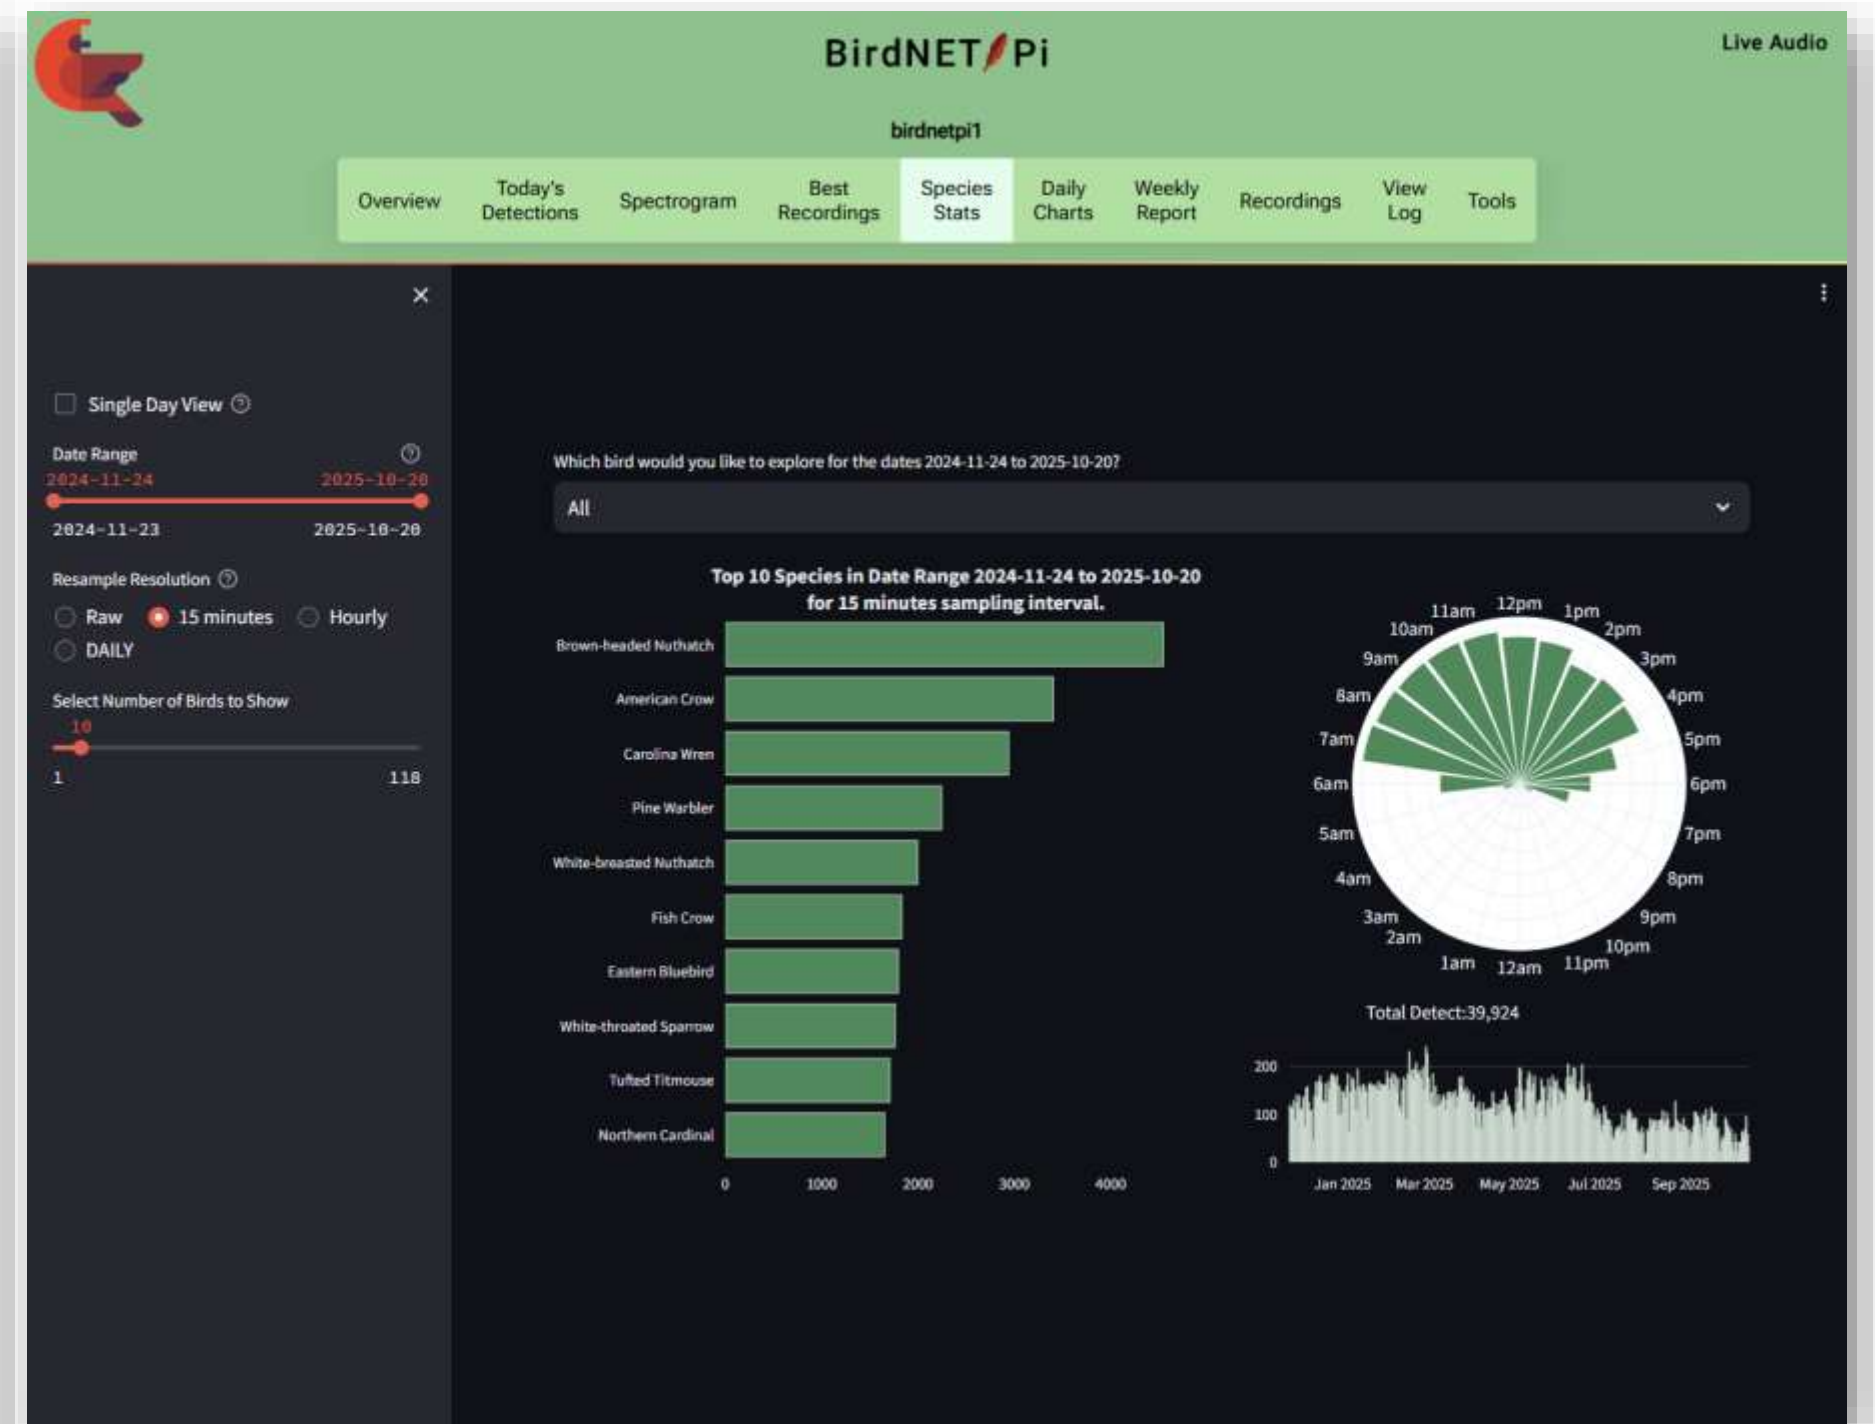 BirdNET Pi
Live Audio
birdnetpi1
Overview
Today's
Detections
Spectrogram
Best
Recordings
Species
Stats
Daily
Charts
Weekly
Report
Recordings
View
Log
Tools
Single Day View
Date Range
2024-11-24 2025-10-20
2024-11-23 2025-10-20
Resample Resolution
Raw 15 minutes Hourly
DAILY
Select Number of Birds to Show
10
1 118
Which bird would you like to explore for the dates 2024-11-24 to 2025-10-20?
All
Top 10 Species in Date Range 2024-11-24 to 2025-10-20
for 15 minutes sampling interval.
Brown-headed Nuthatch
American Crow
Carolina Wren
Pine Warbler
White-breasted Nuthatch
Fish Crow
Eastern Bluebird
White-throated Sparrow
Tufted Titmouse
Northern Cardinal
0 1000 2000 3000 4000
12pm
1pm
2pm
3pm
4pm
5pm
6pm
7pm
8pm
9pm
10pm
11pm
12am
1am
2am
3am
4am
5am
6am
7am
8am
9am
10am
11am
Total Detect:39,924
200
100
0
Jan 2025 Mar 2025 May 2025 Jul 2025 Sep 2025